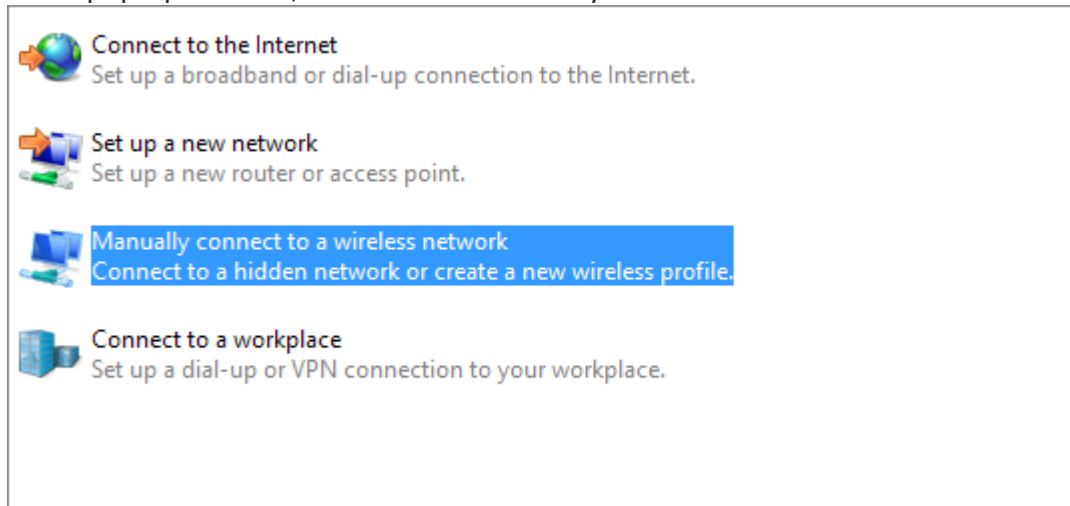 Connect to the Internet
Set up a broadband or dial-up connection to the Internet.
Set up a new network
Set up a new router or access point.
Manually connect to a wireless network
Connect to a hidden network or create a new wireless profile.
Connect to a workplace
Set up a dial-up or VPN connection to your workplace.